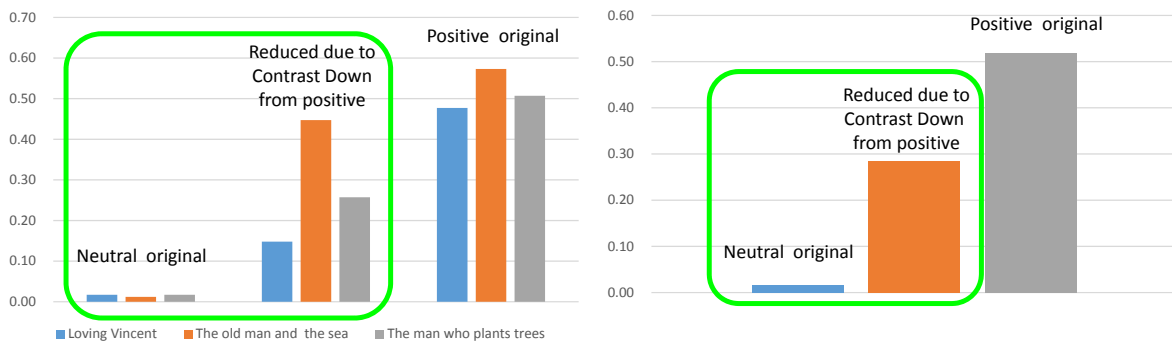 0.70
0.60
0.50
0.40
0.30
0.20
0.10
0.00
Reduced due to
Contrast Down
from positive
Positive original
Neutral original
Loving Vincent
The old man and the sea
The man who plants trees
0.60
0.50
0.40
0.30
0.20
0.10
0.00
Positive original
Reduced due to
Contrast Down
from positive
Neutral original